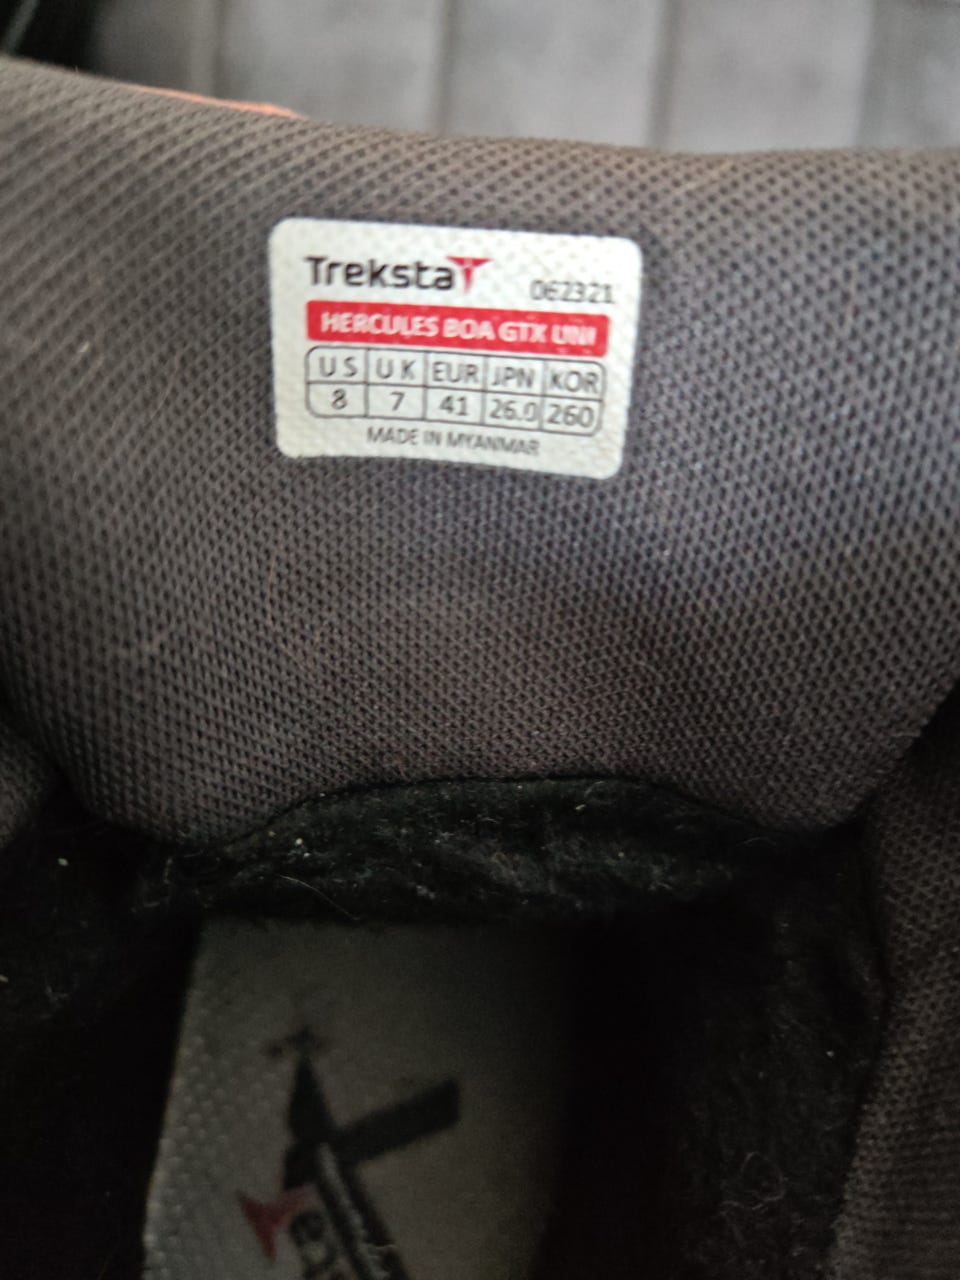 Treksta
062321
HERCULES BOA GTX UNI
US UK EUR JPN KOR
8 7 41 26.0 260
MADE IN MYANMAR